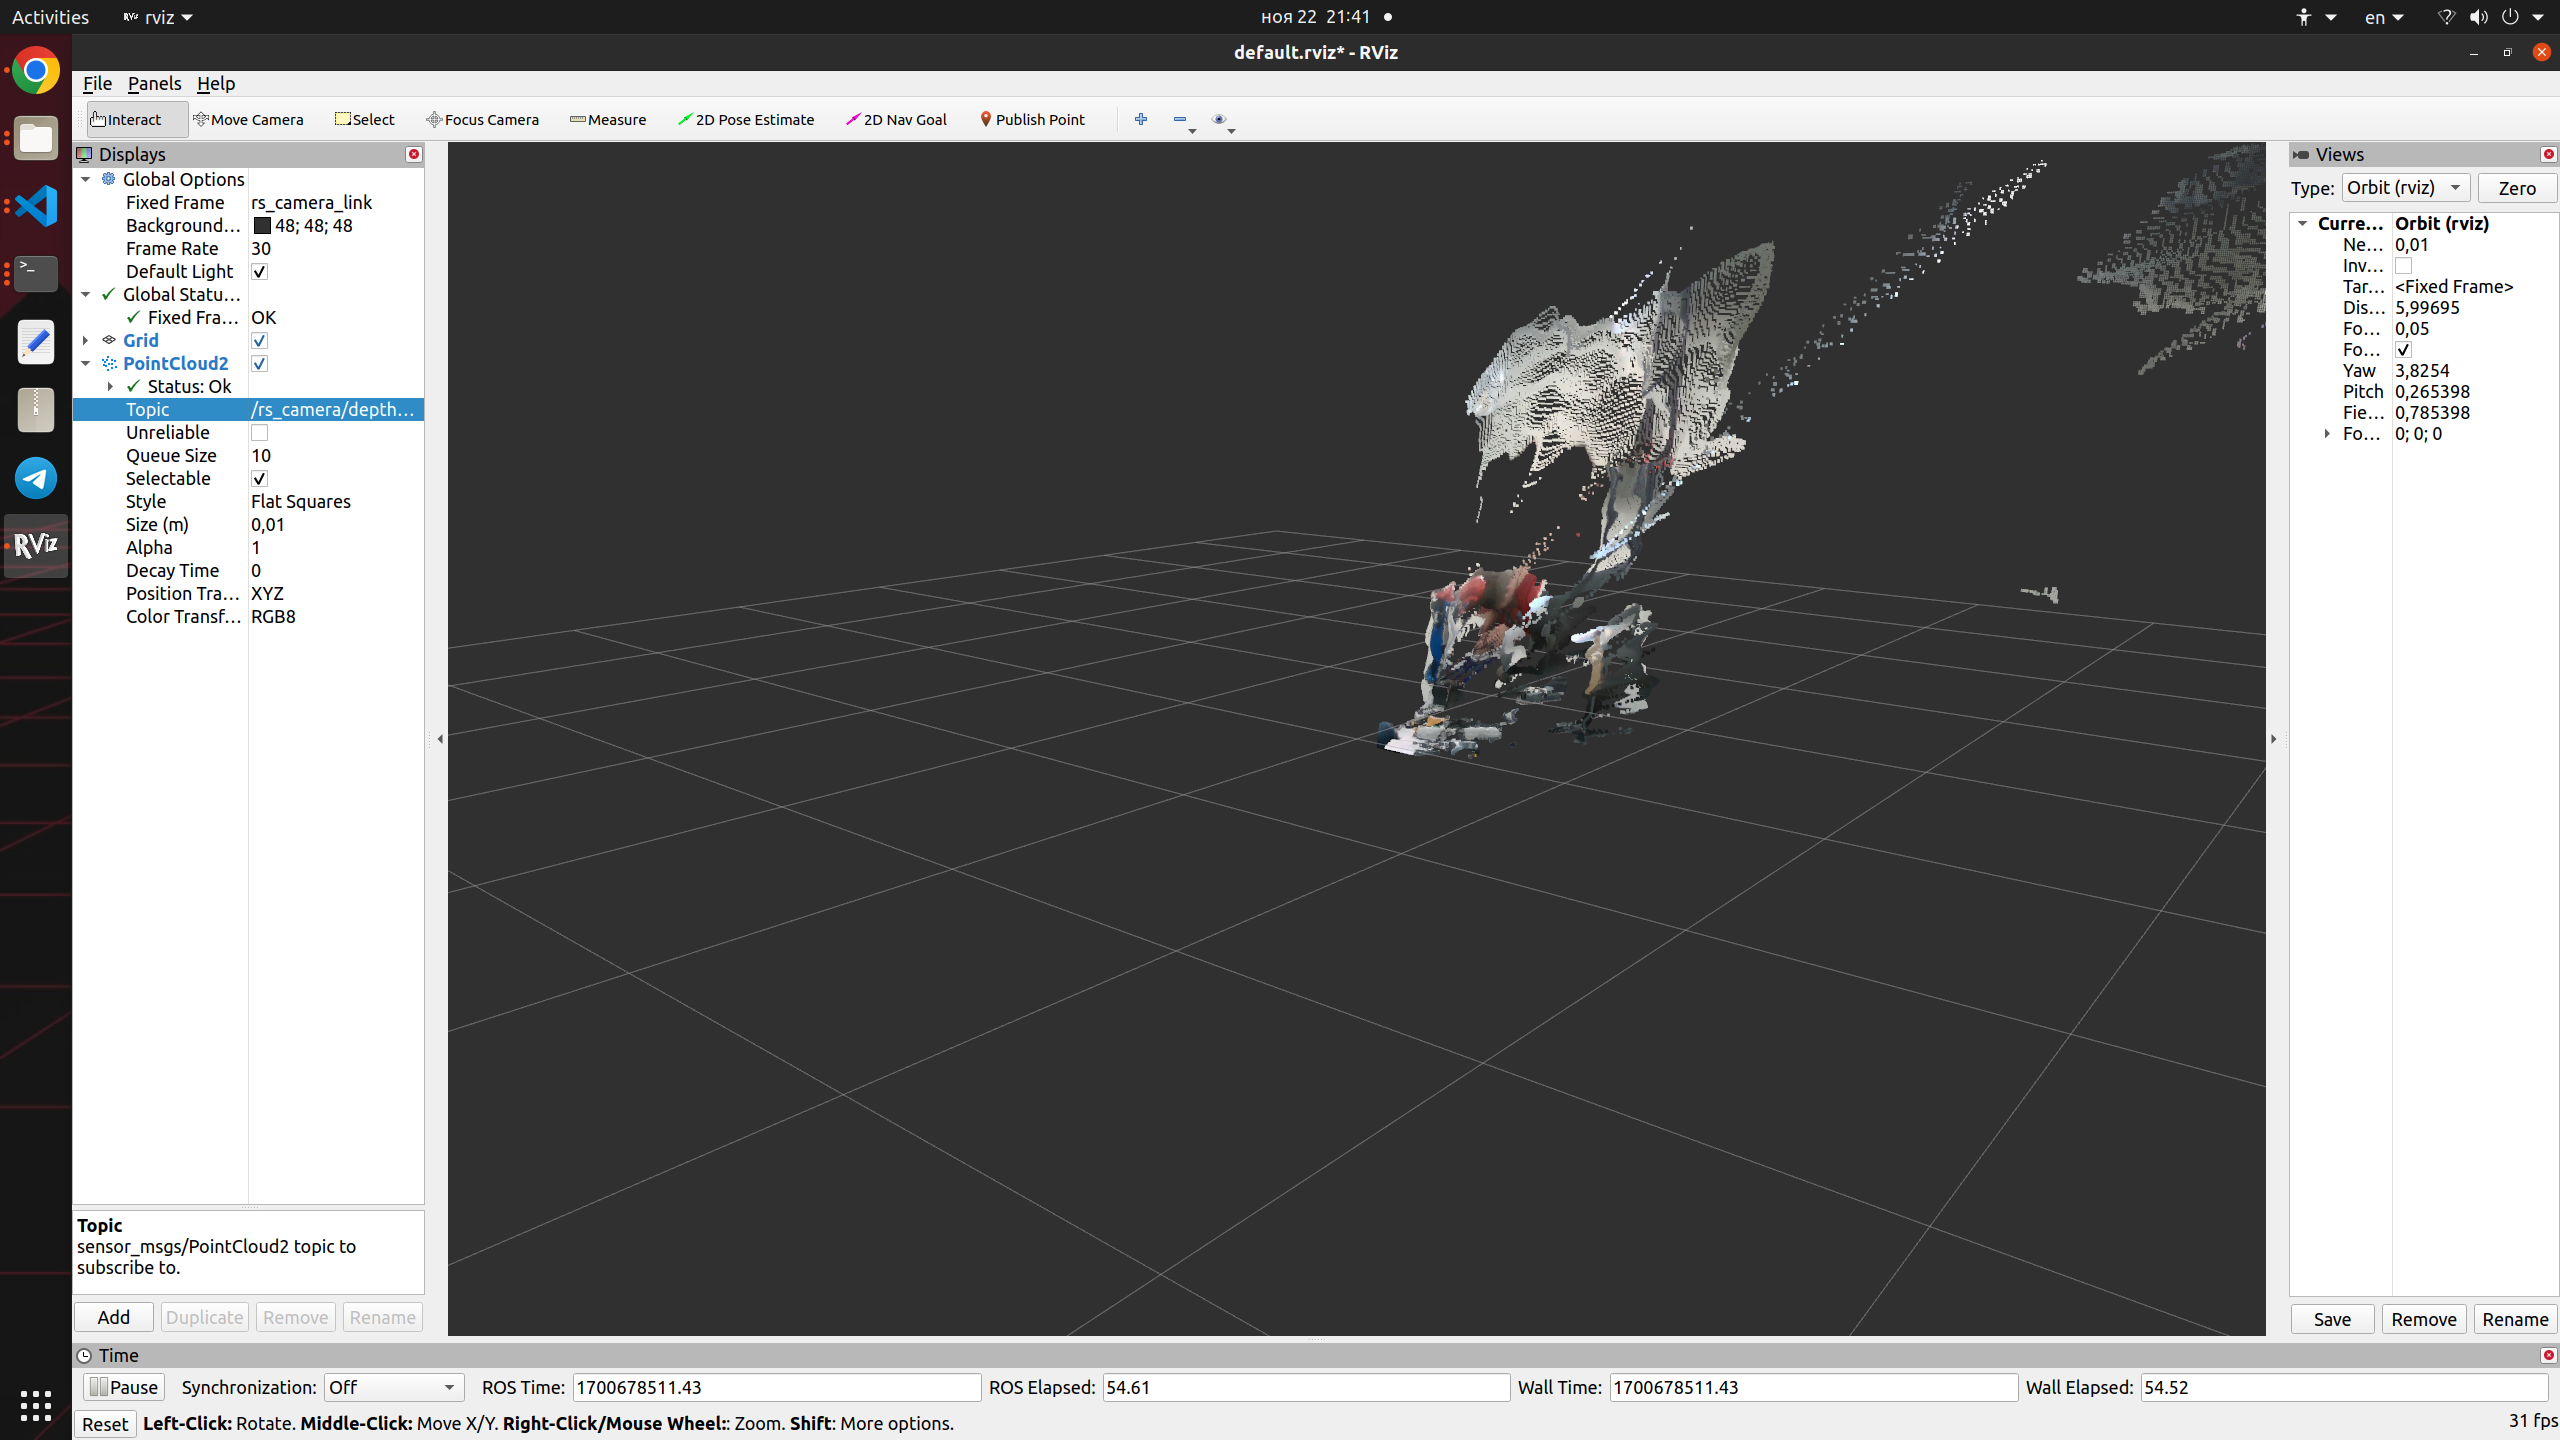 Activities
RViz rviz
ноя 22 21:41
en
default.rviz* - RViz
File Panels Help
Interact Move Camera Select Focus Camera Measure 2D Pose Estimate 2D Nav Goal Publish Point
Displays
Global Options
Fixed Frame rs_camera_link
Background... 48; 48; 48
Frame Rate 30
Default Light
Global Statu...
Fixed Fra... OK
Grid
PointCloud2
Status: Ok
Topic /rs_camera/depth...
Unreliable
Queue Size 10
Selectable
Style Flat Squares
Size (m) 0,01
Alpha 1
Decay Time 0
Position Tra... XYZ
Color Transf... RGB8
Topic
sensor_msgs/PointCloud2 topic to
subscribe to.
Add Duplicate Remove Rename
Views
Type: Orbit (rviz) Zero
Curre... Orbit (rviz)
Ne... 0,01
Inv...
Tar... <Fixed Frame>
Dis... 5,99695
Fo... 0,05
Fo...
Yaw 3,8254
Pitch 0,265398
Fie... 0,785398
Fo... 0; 0; 0
Save Remove Rename
RViz
Time
Pause Synchronization: Off ROS Time: 1700678511.43 ROS Elapsed: 54.61 Wall Time: 1700678511.43 Wall Elapsed: 54.52
Reset Left-Click: Rotate. Middle-Click: Move X/Y. Right-Click/Mouse Wheel:: Zoom. Shift: More options.
31 fps